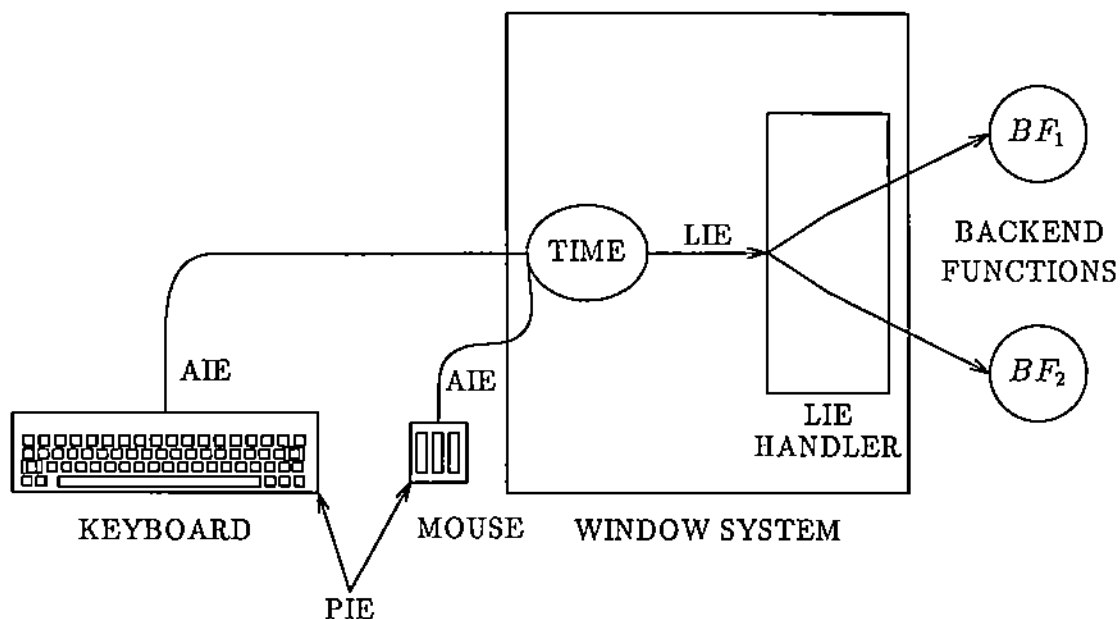 BF₁
TIME
LIE
BACKEND
FUNCTIONS
AIE
AIE
BF₂
LIE
HANDLER
KEYBOARD
MOUSE
WINDOW SYSTEM
PIE